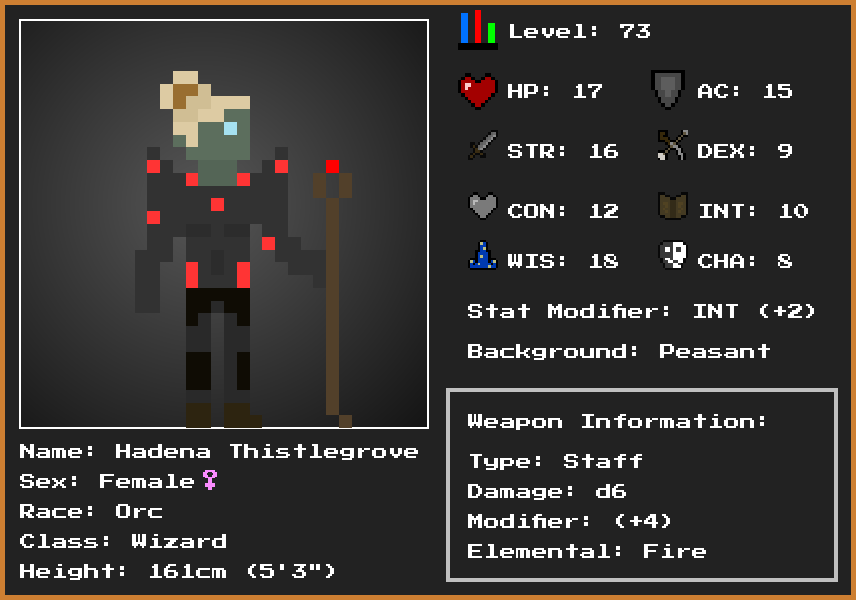 Level: 73
HP: 17
AC: 15
STR: 16
DEX: 9
CON: 12
INT: 10
WIS: 18
CHA: 8
Stat Modifier: INT (+2)
Background: Peasant
Weapon Information:
Type: Staff
Damage: d6
Modifier: (+4)
Elemental: Fire
Name: Hadena Thistlegrove
Sex: Female♀
Race: Orc
Class: Wizard
Height: 161cm (5'3")